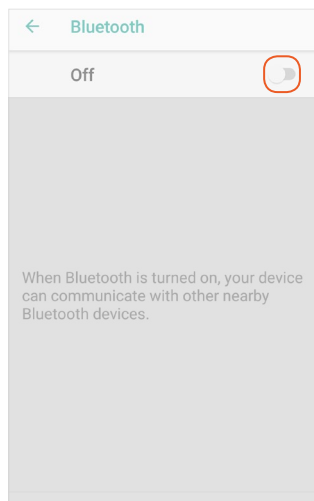 Bluetooth
Off
When Bluetooth is turned on, your device
can communicate with other nearby
Bluetooth devices.